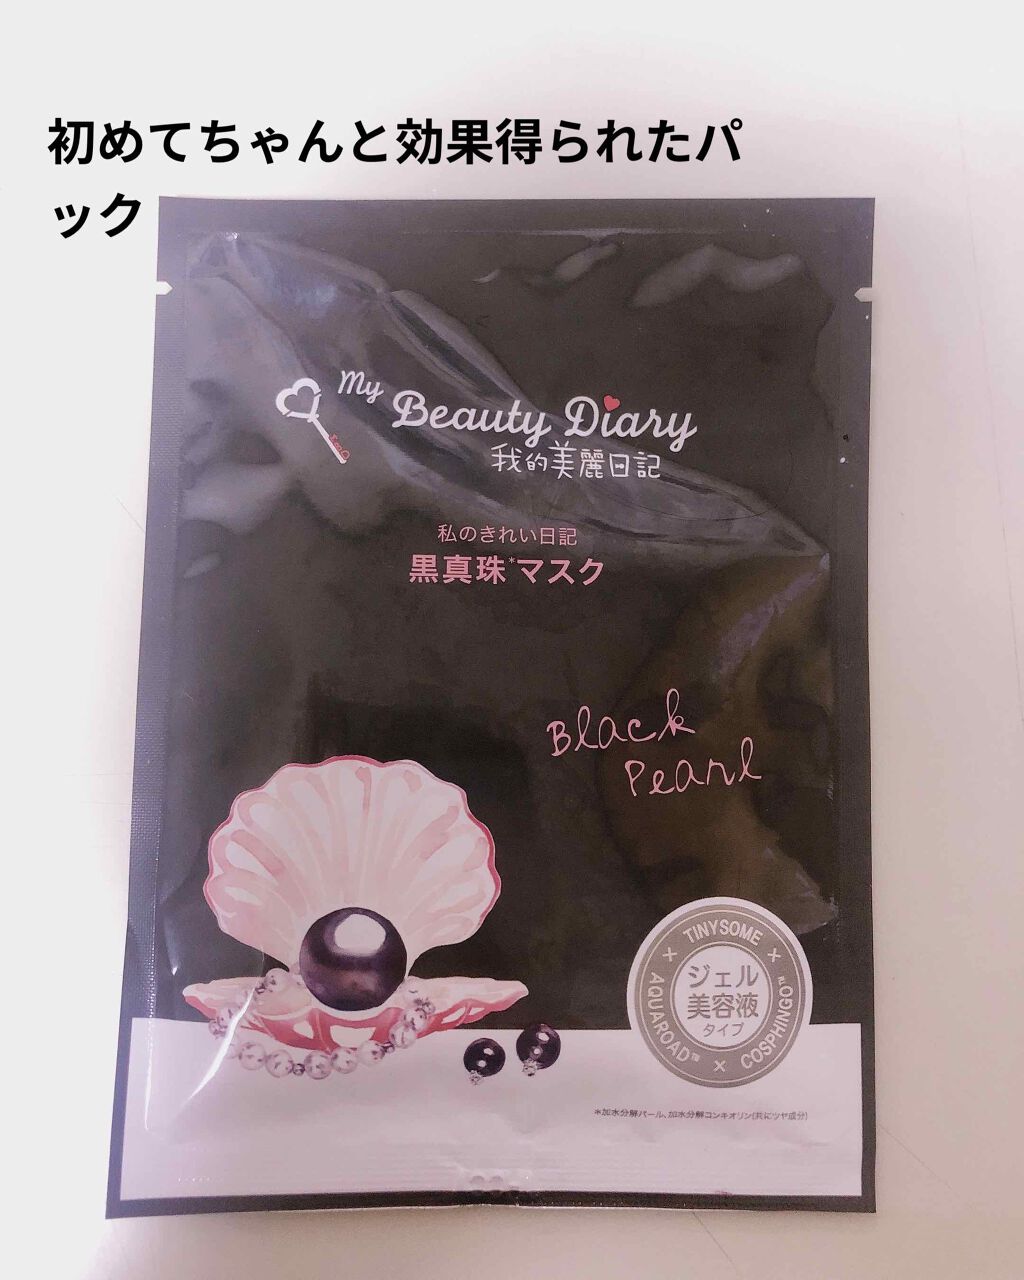 初めてちゃんと効果得られたパ
ック
My
Beauty Diary
我的美麗日記
私のきれい日記
黒真珠*マスク
Black
Pearl
TINYSOME
ジェル
美容液
タイプ
AQUAROAD™ × COSPHINGO™
*加水分解パール、加水分解コンキオリン(共にツヤ成分)